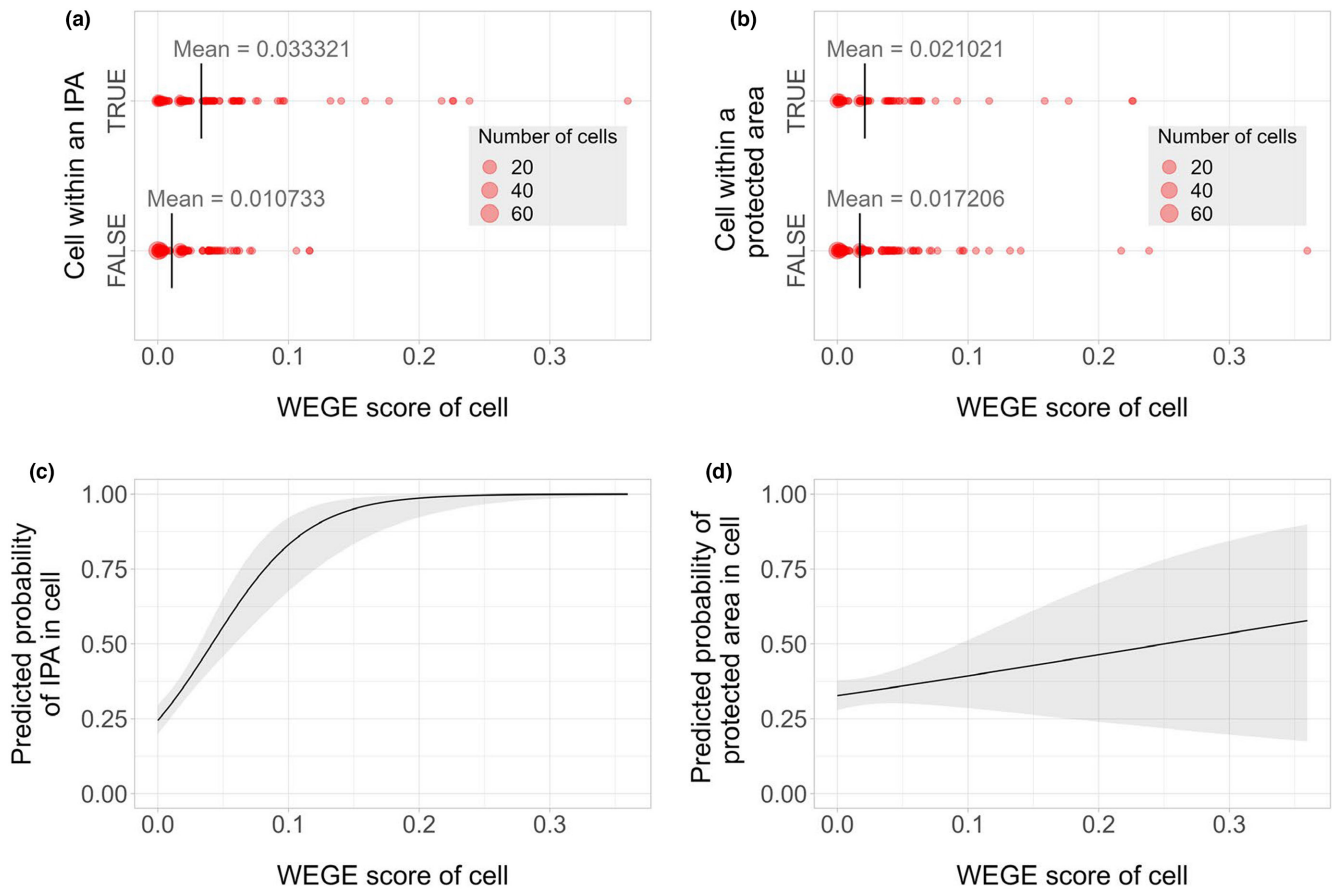 (a)
Mean = 0.033321
Cell within an IPA
TRUE
FALSE
Number of cells
20
40
60
Mean = 0.010733
0.0 0.1 0.2 0.3
WEGE score of cell
(b)
Mean = 0.021021
Cell within a
protected area
TRUE
FALSE
Number of cells
20
40
60
Mean = 0.017206
0.0 0.1 0.2 0.3
WEGE score of cell
(c)
Predicted probability
of IPA in cell
1.00
0.75
0.50
0.25
0.00
0.0 0.1 0.2 0.3
WEGE score of cell
(d)
Predicted probability of
protected area in cell
1.00
0.75
0.50
0.25
0.00
0.0 0.1 0.2 0.3
WEGE score of cell